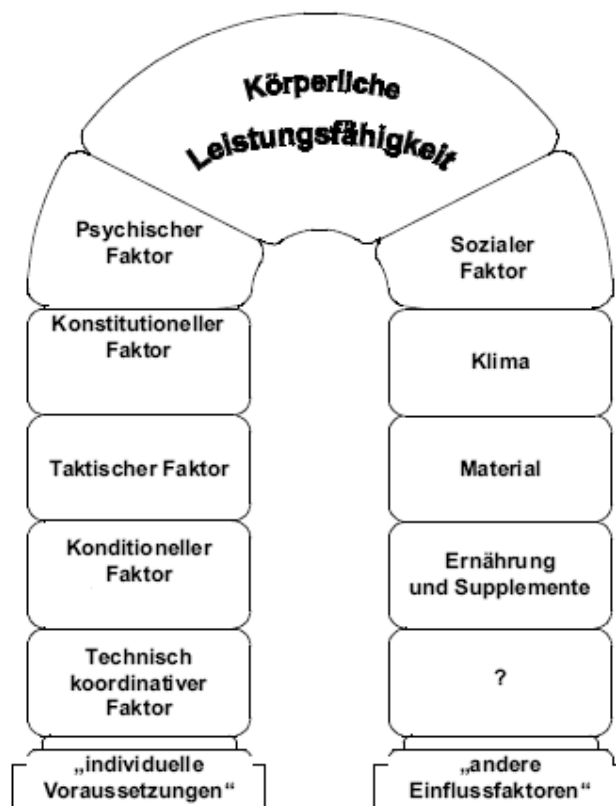 Körperliche
Leistungsfähigkeit
Psychischer
Faktor
Konstitutioneller
Faktor
Taktischer Faktor
Konditioneller
Faktor
Technisch
koordinativer
Faktor
„individuelle
Voraussetzungen“
Sozialer
Faktor
Klima
Material
Ernährung
und Supplemente
?
„andere
Einflussfaktoren“